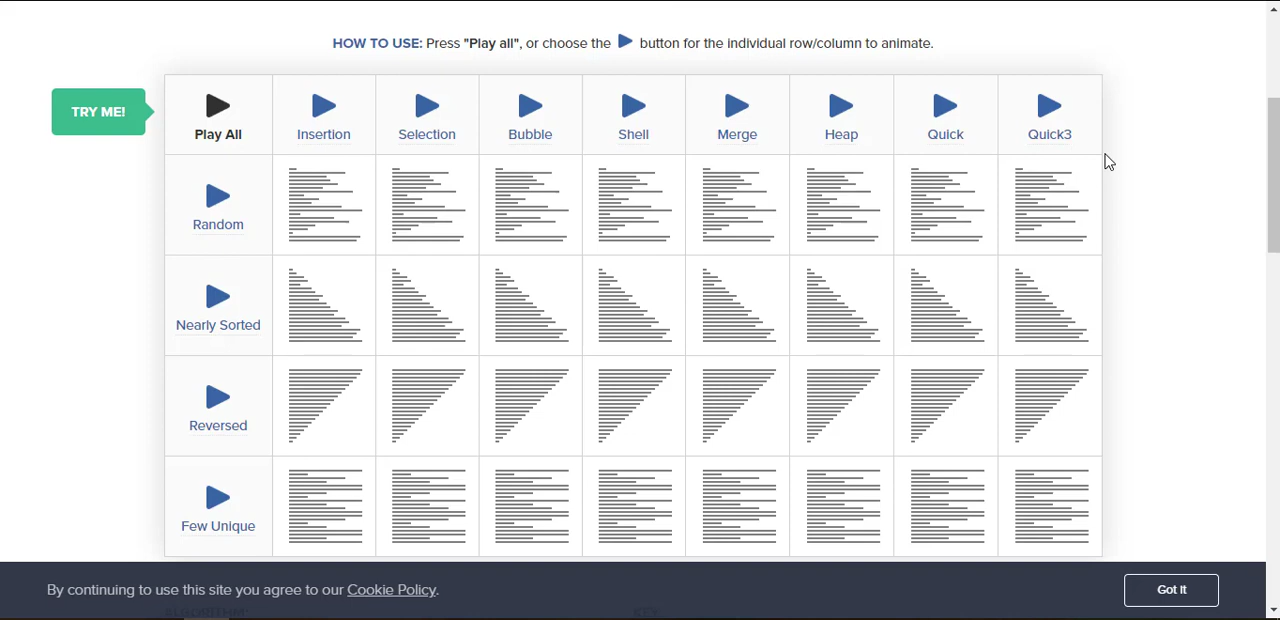 HOW TO USE: Press "Play all", or choose the button for the individual row/column to animate.
TRY ME!
Play All
Insertion
Selection
Bubble
Shell
Merge
Heap
Quick
Quick3
Random
Nearly Sorted
Reversed
Few Unique
By continuing to use this site you agree to our Cookie Policy.
Got It
ALGORITHM:
KEY